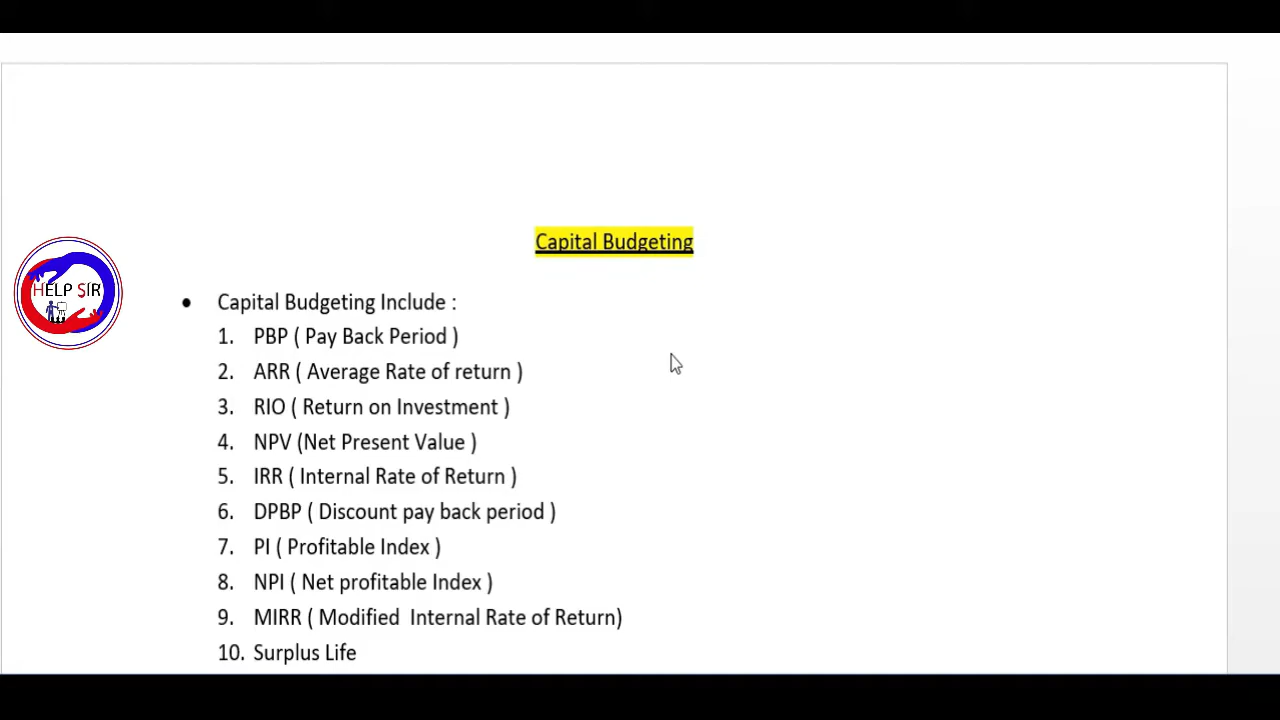 Capital Budgeting
HELP SIR
• Capital Budgeting Include :
1. PBP ( Pay Back Period )
2. ARR ( Average Rate of return )
3. RIO ( Return on Investment )
4. NPV (Net Present Value )
5. IRR ( Internal Rate of Return )
6. DPBP ( Discount pay back period )
7. PI ( Profitable Index )
8. NPI ( Net profitable Index )
9. MIRR ( Modified  Internal Rate of Return)
10. Surplus Life